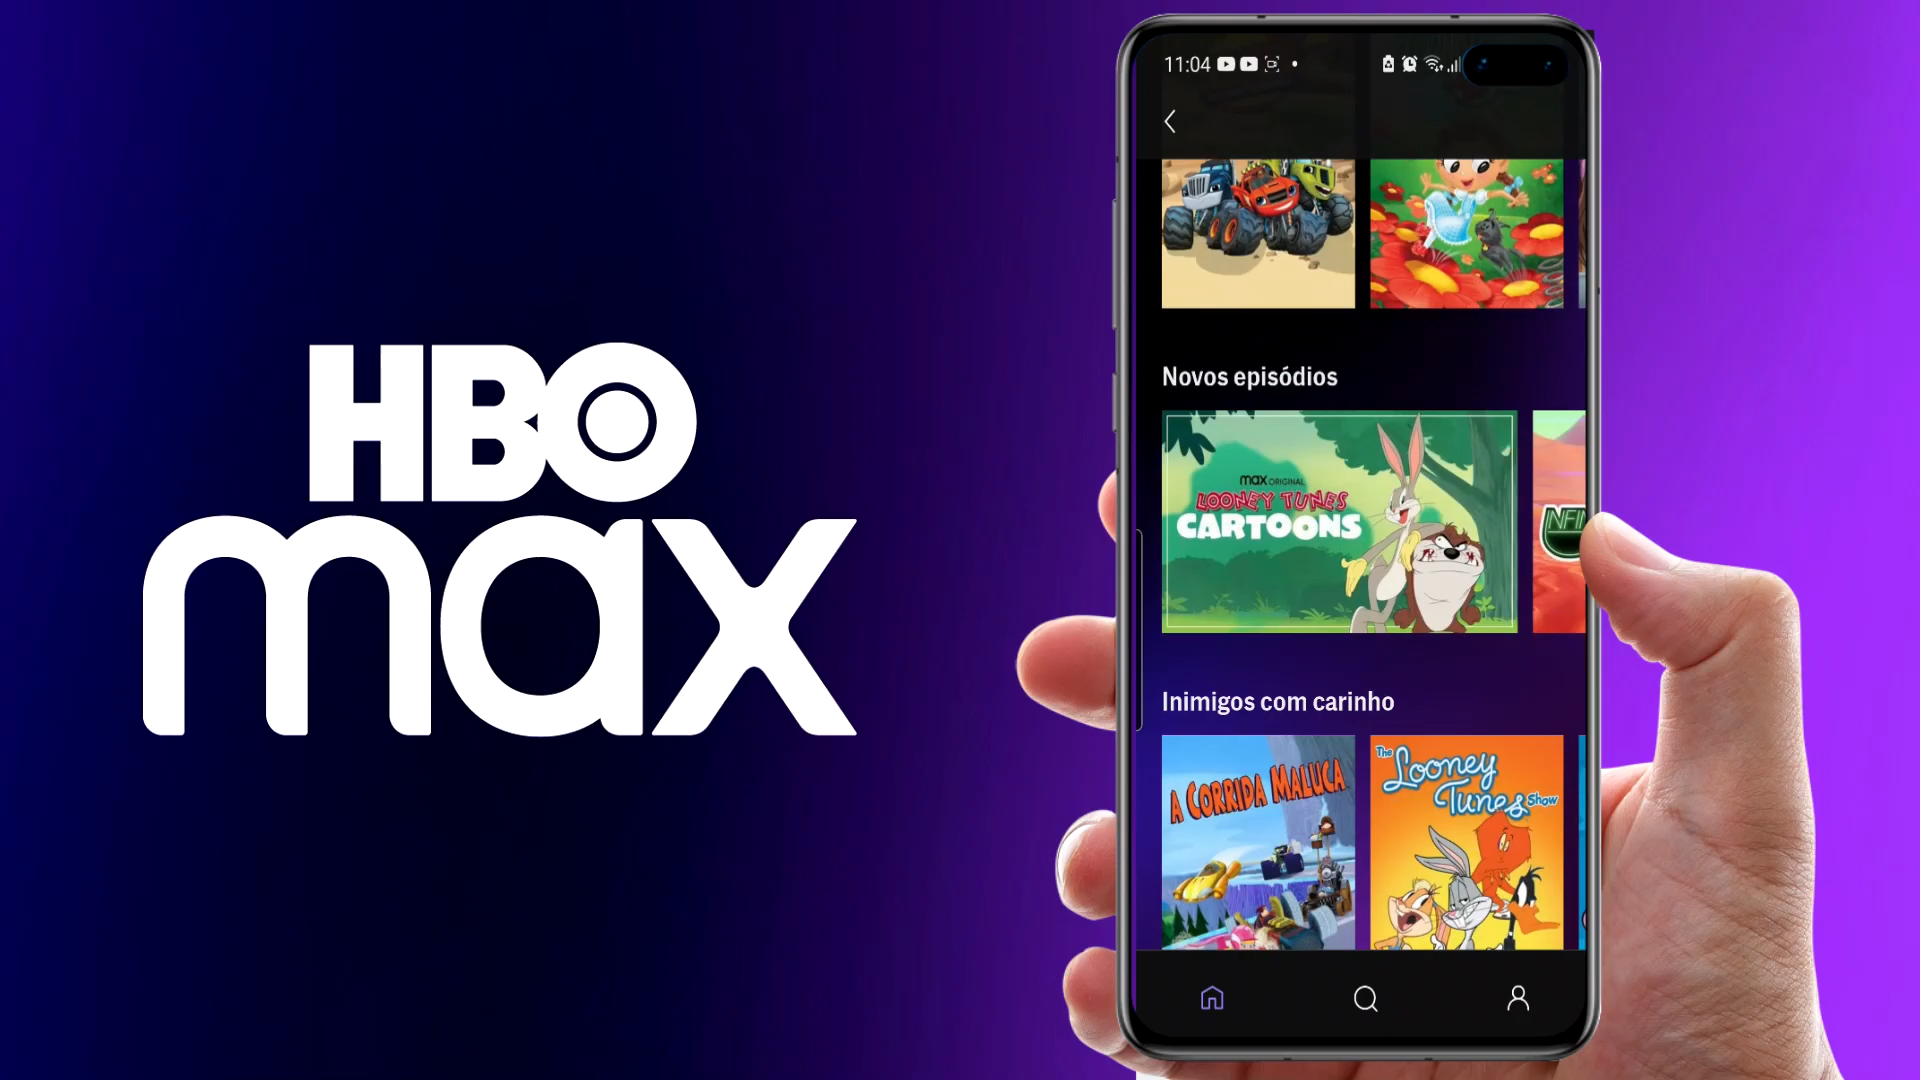 HBO
max
11:04
Novos episódios
max ORIGINAL
LOONEY TUNES
CARTOONS
NFIN
Inimigos com carinho
A CORRIDA MALUCA
The
Looney
Tunes Show